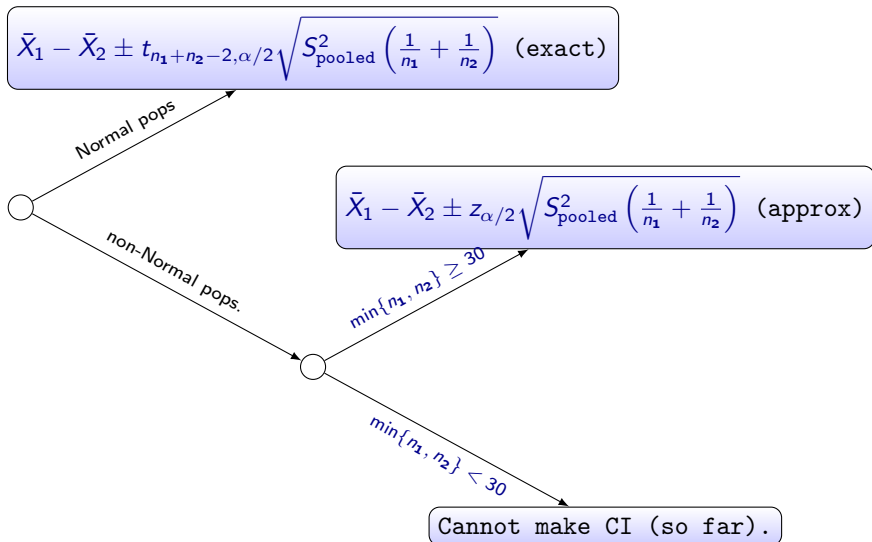 X̄₁ − X̄₂ ± t_{n₁+n₂−2,α/2} √(S²_pooled (1/n₁ + 1/n₂)) (exact)
Normal pops
X̄₁ − X̄₂ ± z_{α/2} √(S²_pooled (1/n₁ + 1/n₂)) (approx)
non-Normal pops.
min{n₁, n₂} ≥ 30
min{n₁, n₂} < 30
Cannot make CI (so far).